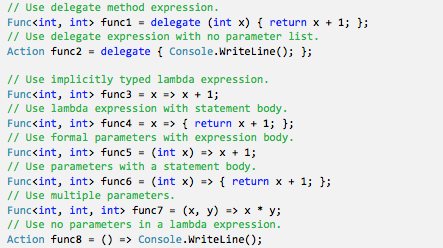 // Use delegate method expression.
Func<int, int> func1 = delegate (int x) { return x + 1; };
// Use delegate expression with no parameter list.
Action func2 = delegate { Console.WriteLine(); };
// Use implicitly typed lambda expression.
Func<int, int> func3 = x => x + 1;
// Use lambda expression with statement body.
Func<int, int> func4 = x => { return x + 1; };
// Use formal parameters with expression body.
Func<int, int> func5 = (int x) => x + 1;
// Use parameters with a statement body.
Func<int, int> func6 = (int x) => { return x + 1; };
// Use multiple parameters.
Func<int, int, int> func7 = (x, y) => x * y;
// Use no parameters in a lambda expression.
Action func8 = () => Console.WriteLine();